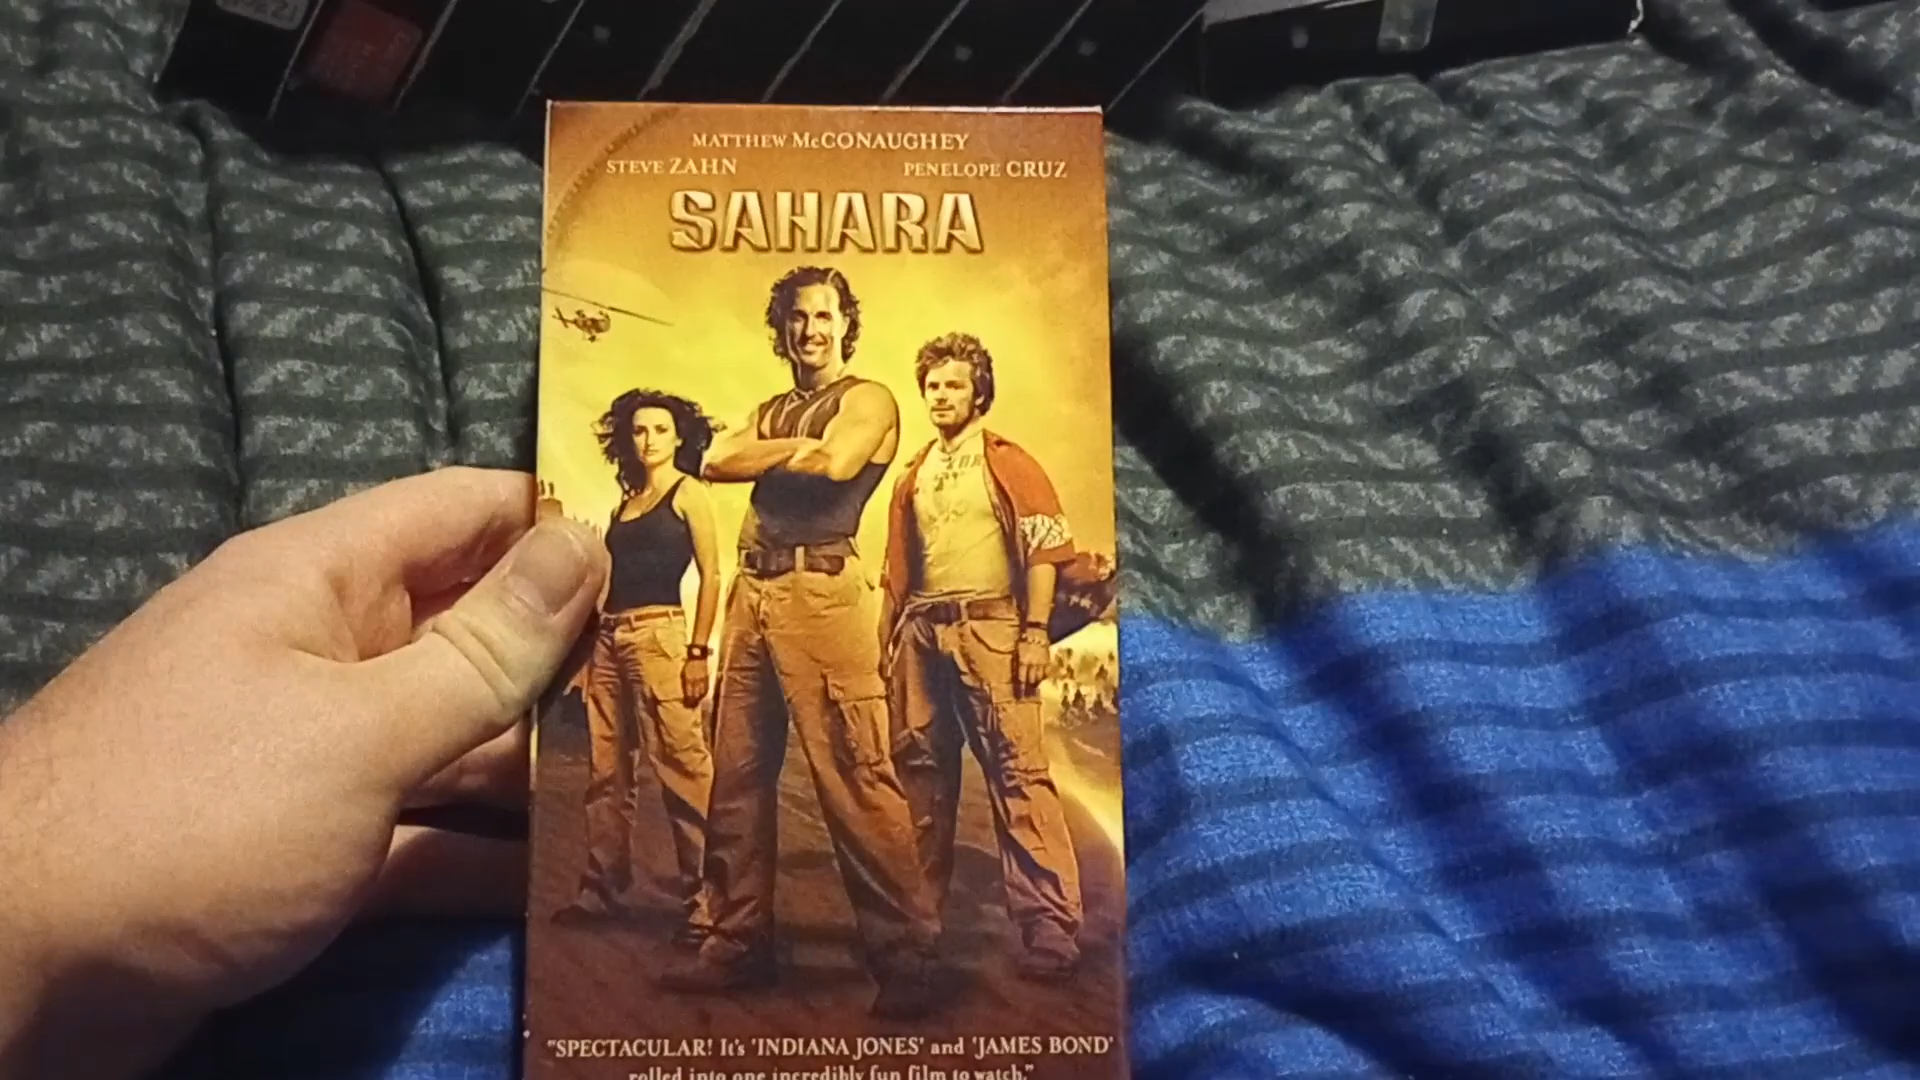 MATTHEW McCONAUGHEY
STEVE ZAHN PENELOPE CRUZ
SAHARA
"SPECTACULAR! It's 'INDIANA JONES' and 'JAMES BOND'
rolled into one incredibly fun film to watch."